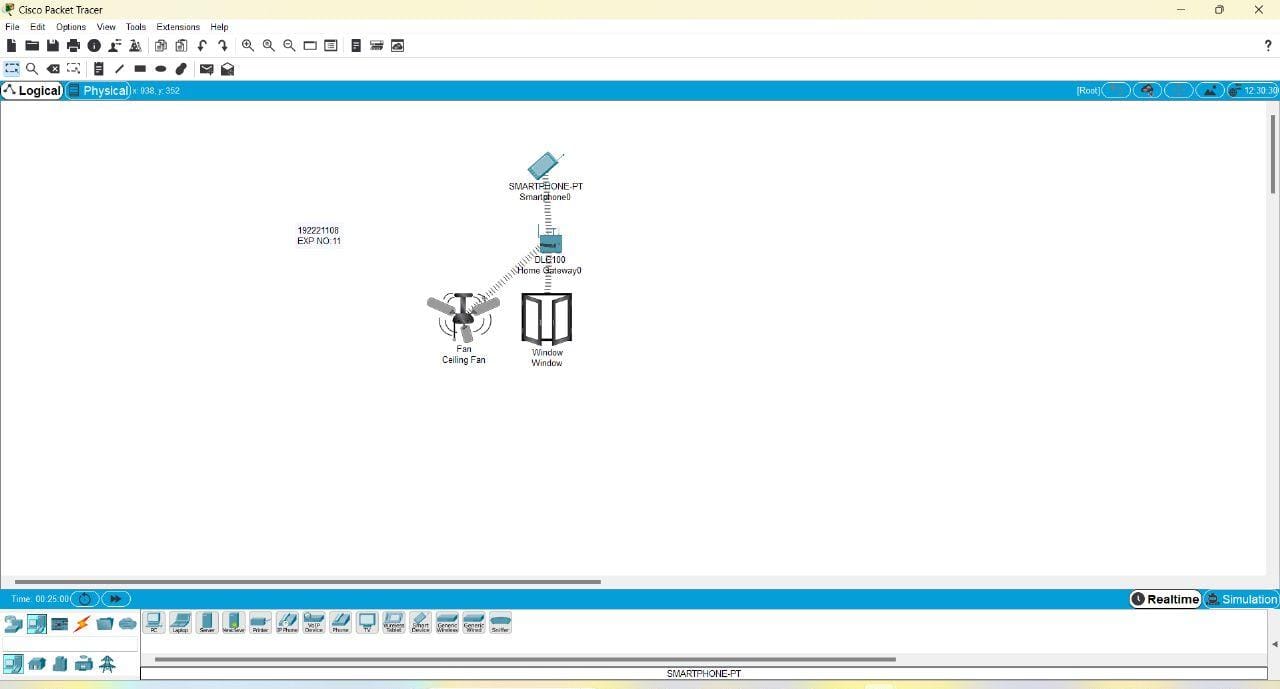 Cisco Packet Tracer
File Edit Options View Tools Extensions Help
?
Logical Physical x: 938, y: 352 [Root] 12:30:30
SMARTPHONE-PT
Smartphone0
192221108
EXP NO:11
DLC100
Home Gateway0
Fan
Ceiling Fan
Window
Window
Time: 00:25:00 Realtime Simulation
PC Laptop Server Printer IP Phone VoIP Device Phone TV Wireless Tablet Smart Device Generic Wireless Generic Wired Sniffer
SMARTPHONE-PT